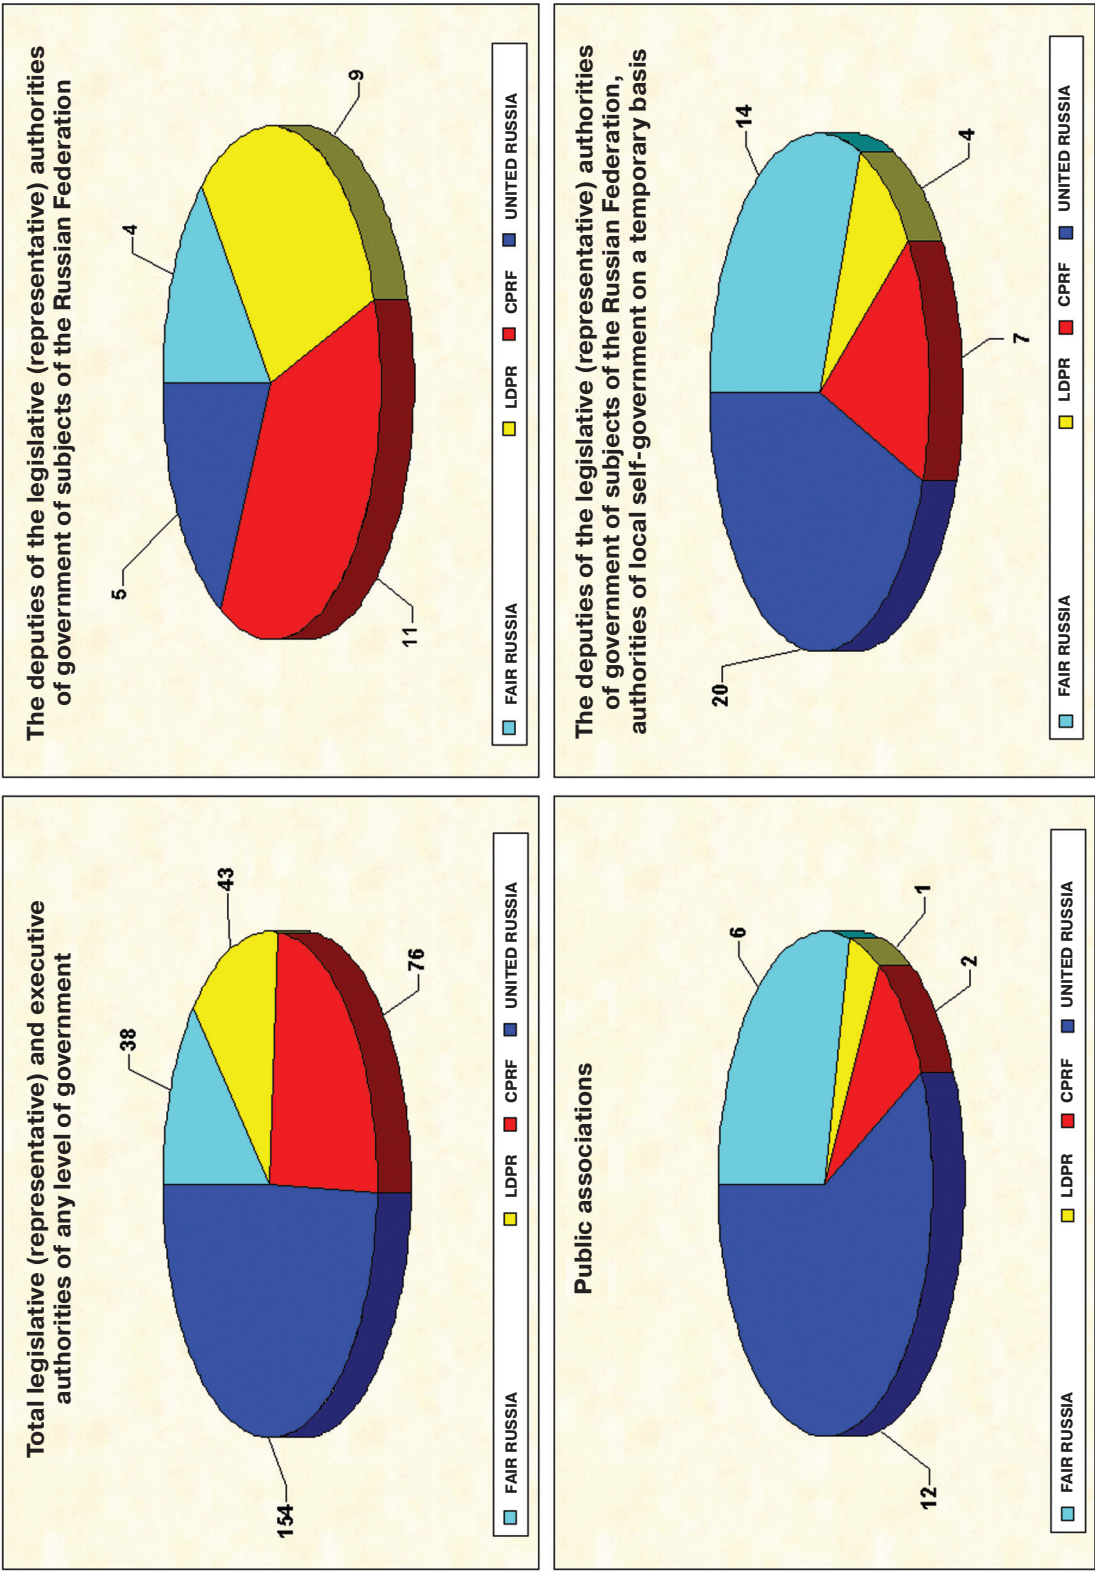 Total legislative (representative) and executive
authorities of any level of government
38
43
76
154
FAIR RUSSIA LDPR CPRF UNITED RUSSIA
The deputies of the legislative (representative) authorities
of government of subjects of the Russian Federation
5
4
9
11
FAIR RUSSIA LDPR CPRF UNITED RUSSIA
Public associations
6
1
2
12
FAIR RUSSIA LDPR CPRF UNITED RUSSIA
The deputies of the legislative (representative) authorities
of government of subjects of the Russian Federation,
authorities of local self-government on a temporary basis
20
14
4
7
FAIR RUSSIA LDPR CPRF UNITED RUSSIA